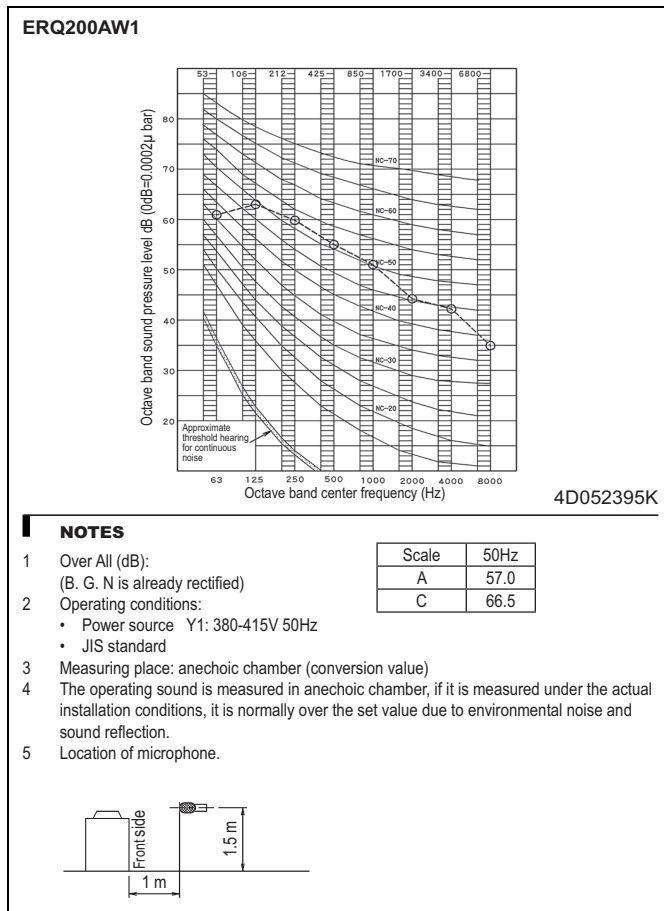 ERQ200AW1
53 106 212 425 850 1700 3400 6800
Octave band sound pressure level dB (0dB=0.0002µ bar)
80
70
60
50
40
30
20
NC-70
NC-60
NC-50
NC-40
NC-30
NC-20
Approximate
threshold hearing
for continuous
noise
63 125 250 500 1000 2000 4000 8000
Octave band center frequency (Hz)
4D052395K
NOTES
1 Over All (dB):
(B. G. N is already rectified)
Scale 50Hz
A 57.0
C 66.5
2 Operating conditions:
• Power source Y1: 380-415V 50Hz
• JIS standard
3 Measuring place: anechoic chamber (conversion value)
4 The operating sound is measured in anechoic chamber, if it is measured under the actual
installation conditions, it is normally over the set value due to environmental noise and
sound reflection.
5 Location of microphone.
Front side
1.5 m
1 m